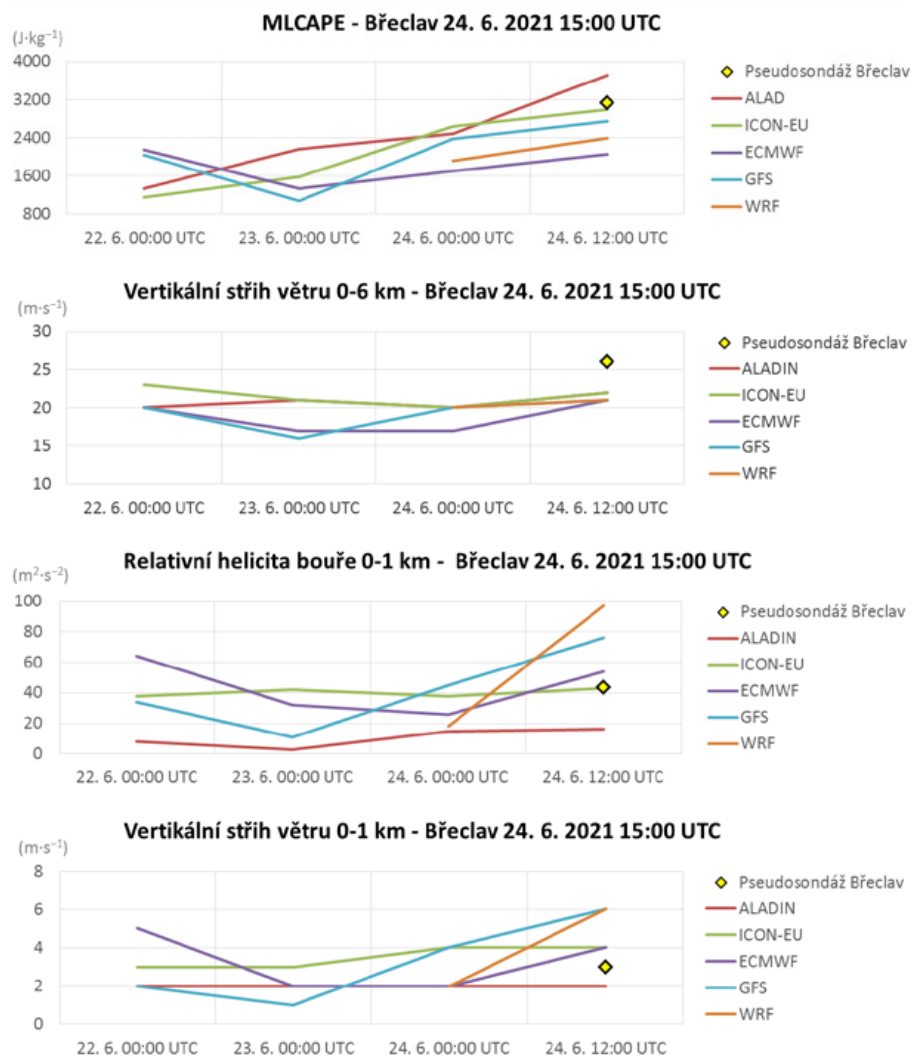 MLCAPE - Břeclav 24. 6. 2021 15:00 UTC
(J·kg⁻¹)
4000
3200
2400
1600
800
22. 6. 00:00 UTC 23. 6. 00:00 UTC 24. 6. 00:00 UTC 24. 6. 12:00 UTC
Pseudosondáž Břeclav
ALAD
ICON-EU
ECMWF
GFS
WRF
Vertikální střih větru 0-6 km - Břeclav 24. 6. 2021 15:00 UTC
(m·s⁻¹)
30
25
20
15
10
22. 6. 00:00 UTC 23. 6. 00:00 UTC 24. 6. 00:00 UTC 24. 6. 12:00 UTC
Pseudosondáž Břeclav
ALADIN
ICON-EU
ECMWF
GFS
WRF
Relativní helicita bouře 0-1 km - Břeclav 24. 6. 2021 15:00 UTC
(m²·s⁻²)
100
80
60
40
20
0
22. 6. 00:00 UTC 23. 6. 00:00 UTC 24. 6. 00:00 UTC 24. 6. 12:00 UTC
Pseudosondáž Břeclav
ALADIN
ICON-EU
ECMWF
GFS
WRF
Vertikální střih větru 0-1 km - Břeclav 24. 6. 2021 15:00 UTC
(m·s⁻¹)
8
6
4
2
0
22. 6. 00:00 UTC 23. 6. 00:00 UTC 24. 6. 00:00 UTC 24. 6. 12:00 UTC
Pseudosondáž Břeclav
ALADIN
ICON-EU
ECMWF
GFS
WRF